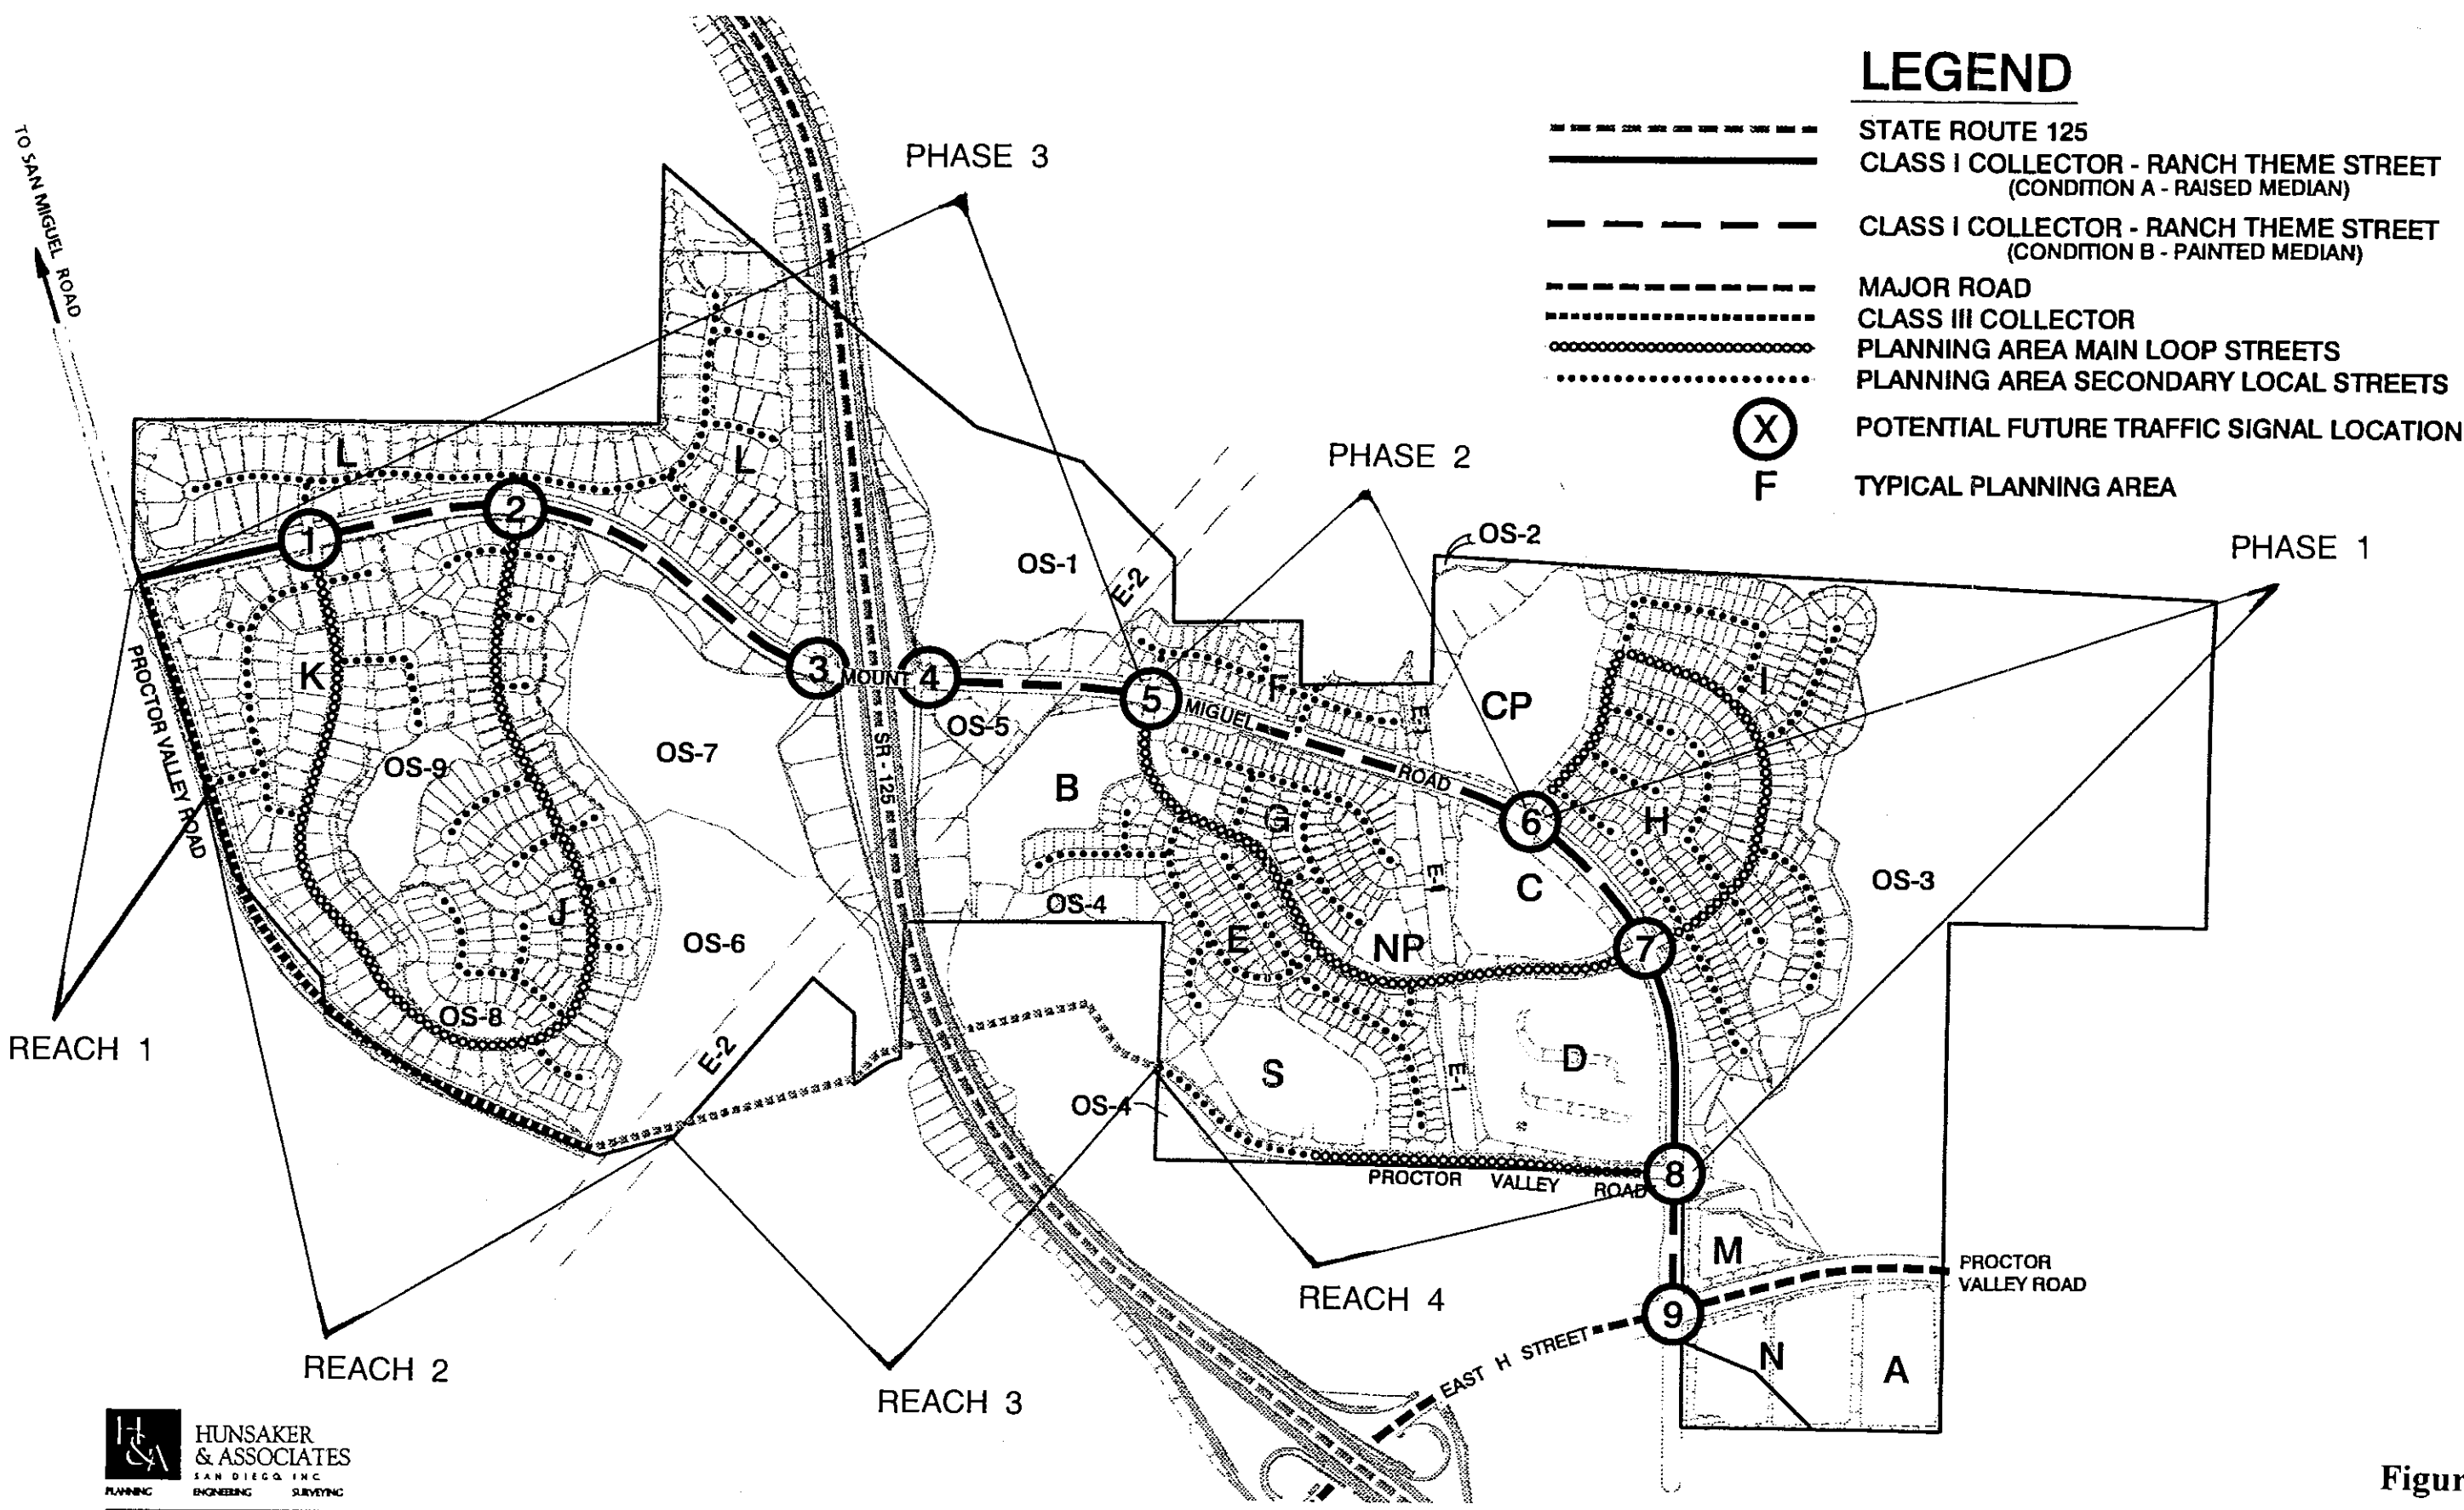 LEGEND
STATE ROUTE 125
CLASS I COLLECTOR - RANCH THEME STREET
(CONDITION A - RAISED MEDIAN)
CLASS I COLLECTOR - RANCH THEME STREET
(CONDITION B - PAINTED MEDIAN)
MAJOR ROAD
CLASS III COLLECTOR
PLANNING AREA MAIN LOOP STREETS
PLANNING AREA SECONDARY LOCAL STREETS
X POTENTIAL FUTURE TRAFFIC SIGNAL LOCATION
F TYPICAL PLANNING AREA
TO SAN MIGUEL ROAD
PHASE 3
PHASE 2
PHASE 1
L
L
1
2
3
MOUNT
4
5
MIGUEL
ROAD
6
7
8
9
OS-1
E-2
OS-2
F
E-1
CP
I
K
OS-9
OS-7
SR - 125
OS-5
B
G
E-1
C
H
OS-3
PROCTOR VALLEY ROAD
J
OS-8
OS-6
OS-4
E
NP
E-2
S
E-1
D
OS-4
PROCTOR VALLEY ROAD
M
PROCTOR
VALLEY ROAD
EAST H STREET
N
A
REACH 1
REACH 2
REACH 3
REACH 4
H&A
HUNSAKER
& ASSOCIATES
SAN DIEGO, INC.
PLANNING ENGINEERING SURVEYING
Figur